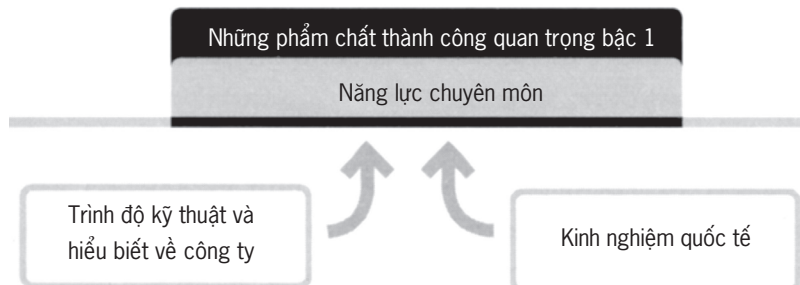 Những phẩm chất thành công quan trọng bậc 1
Năng lực chuyên môn
Trình độ kỹ thuật và
hiểu biết về công ty
Kinh nghiệm quốc tế